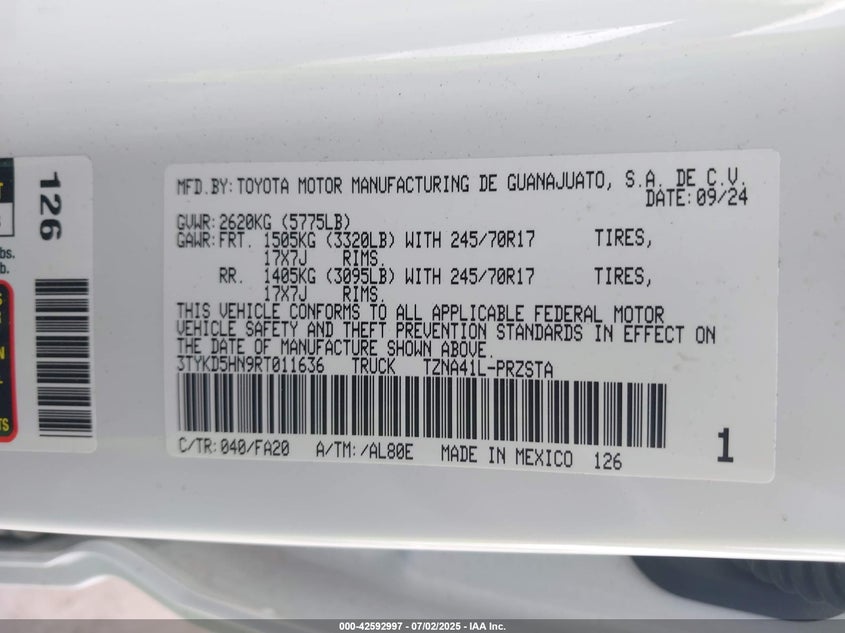 126
T
lbs.
b.
S
N
TS
MFD.BY:TOYOTA MOTOR MANUFACTURING DE GUANAJUATO, S.A. DE C.V.
DATE:09/24
GVWR:2620KG (5775LB)
GAWR:FRT. 1505KG (3320LB) WITH 245/70R17 TIRES,
17X7J RIMS.
RR. 1405KG (3095LB) WITH 245/70R17 TIRES,
17X7J RIMS.
THIS VEHICLE CONFORMS TO ALL APPLICABLE FEDERAL MOTOR
VEHICLE SAFETY AND THEFT PREVENTION STANDARDS IN EFFECT ON
THE DATE OF MANUFACTURE SHOWN ABOVE.
3TYKD5HN9RT011636 TRUCK TZNA41L-PRZSTA
C/TR:040/FA20 A/TM:/AL80E MADE IN MEXICO 126
1
000-42592997 - 07/02/2025 - IAA Inc.